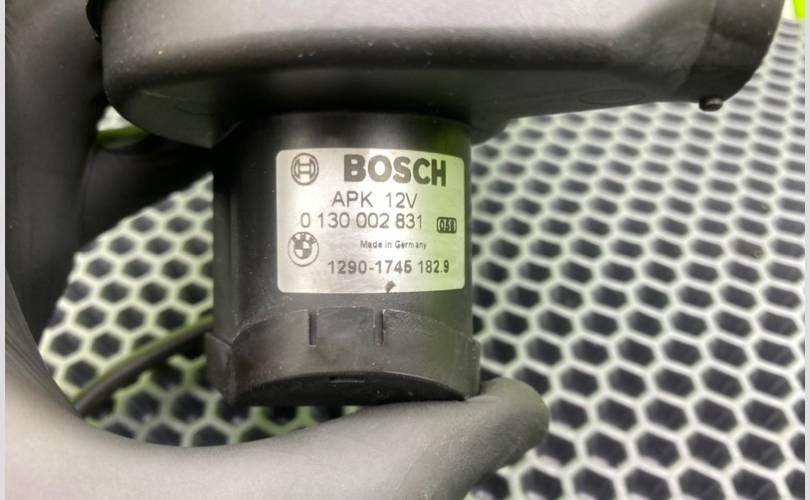 BOSCH
APK 12V
0 130 002 831
Made in Germany
1290-1745 182.9